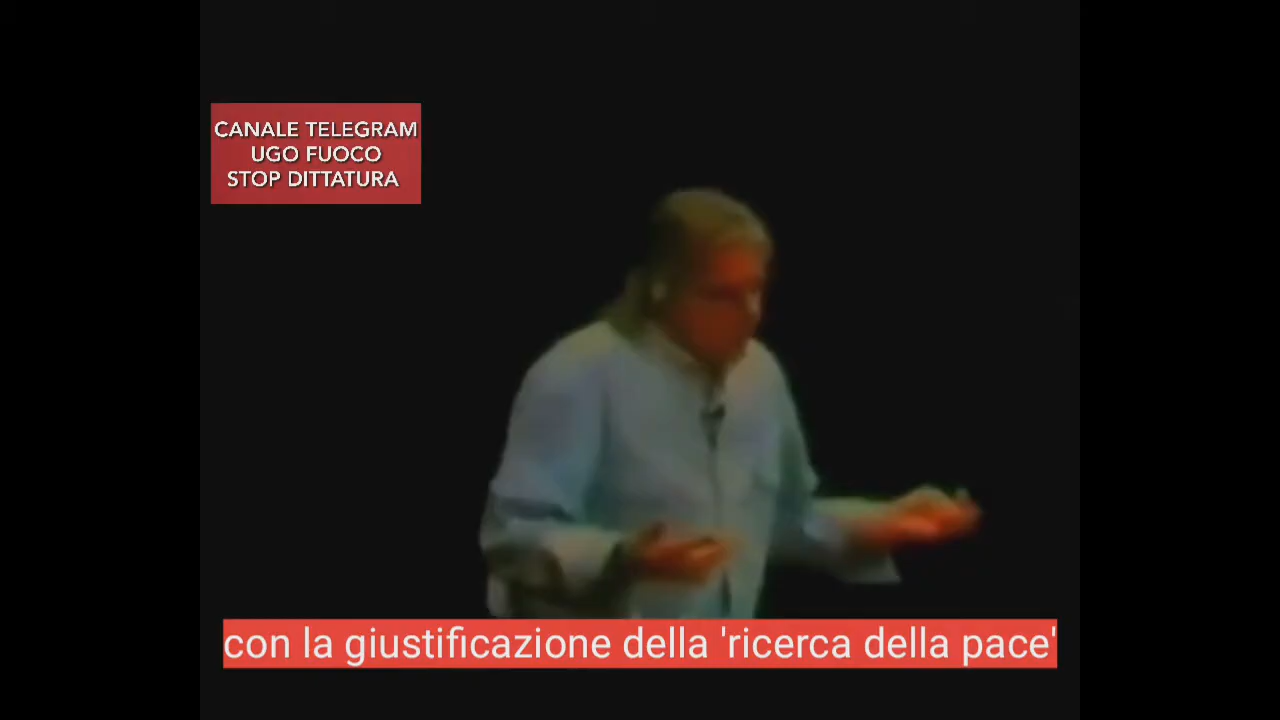 CANALE TELEGRAM
UGO FUOCO
STOP DITTATURA
con la giustificazione della 'ricerca della pace'